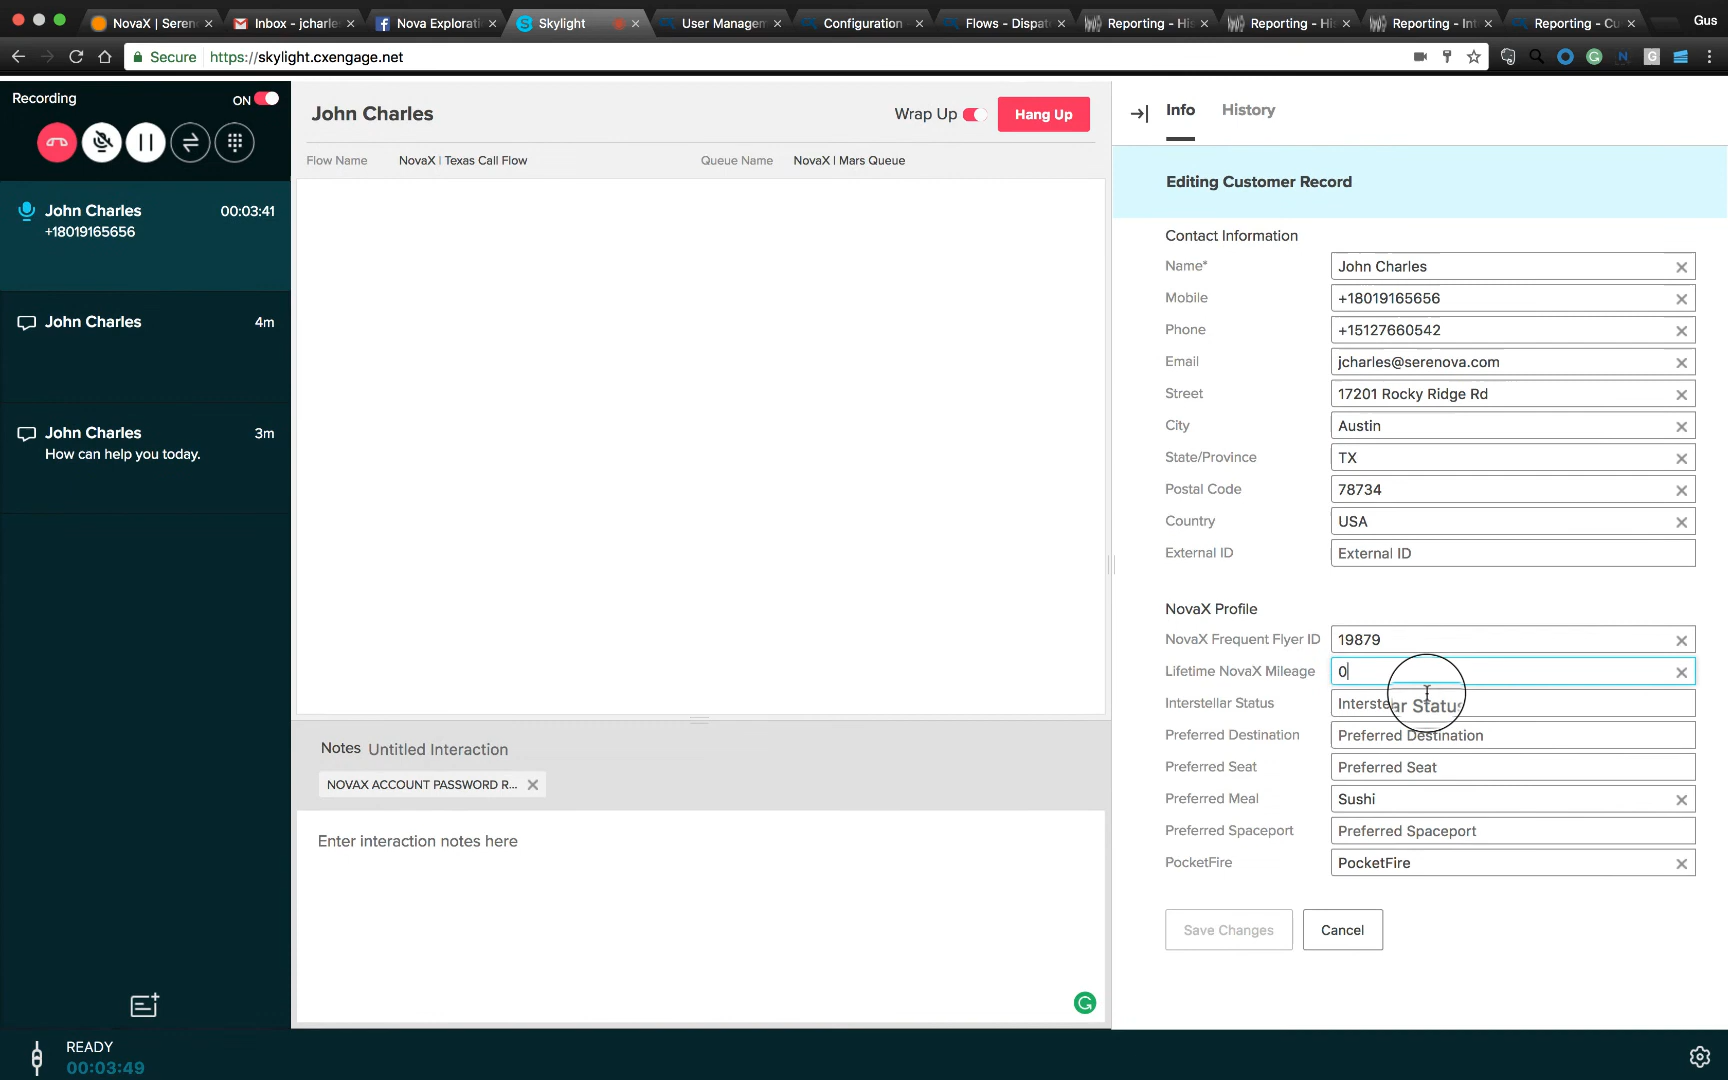 NovaX | Seren
Inbox - jcharle
Nova Explorati
Skylight
User Managem
Configuration
Flows - Dispat
Reporting - His
Reporting - His
Reporting - Int
Reporting - Cu
Gus
Secure
https://skylight.cxengage.net
Recording
ON
John Charles
00:03:41
+18019165656
John Charles
4m
John Charles
3m
How can help you today.
READY
00:03:49
John Charles
Wrap Up
Hang Up
Flow Name
NovaX | Texas Call Flow
Queue Name
NovaX | Mars Queue
Notes
Untitled Interaction
NOVAX ACCOUNT PASSWORD R...
Enter interaction notes here
Info
History
Editing Customer Record
Contact Information
Name*
John Charles
Mobile
+18019165656
Phone
+15127660542
Email
jcharles@serenova.com
Street
17201 Rocky Ridge Rd
City
Austin
State/Province
TX
Postal Code
78734
Country
USA
External ID
External ID
NovaX Profile
NovaX Frequent Flyer ID
19879
Lifetime NovaX Mileage
0
Interstellar Status
Interstellar Status
Preferred Destination
Preferred Destination
Preferred Seat
Preferred Seat
Preferred Meal
Sushi
Preferred Spaceport
Preferred Spaceport
PocketFire
PocketFire
Save Changes
Cancel